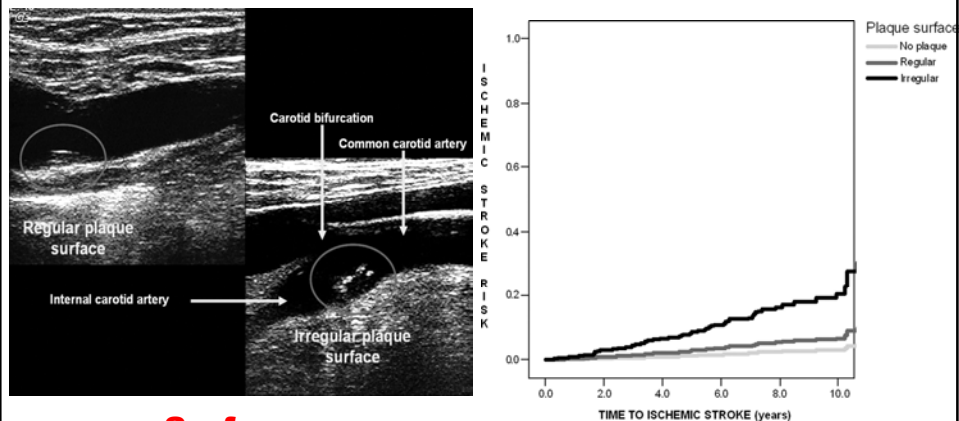 GE
Carotid bifurcation
Common carotid artery
Regular plaque
surface
Internal carotid artery
Irregular plaque
surface
ISCHEMIC STROKE RISK
1.0
0.8
0.6
0.4
0.2
0.0
0.0 2.0 4.0 6.0 8.0 10.0
TIME TO ISCHEMIC STROKE (years)
Plaque surface
No plaque
Regular
Irregular